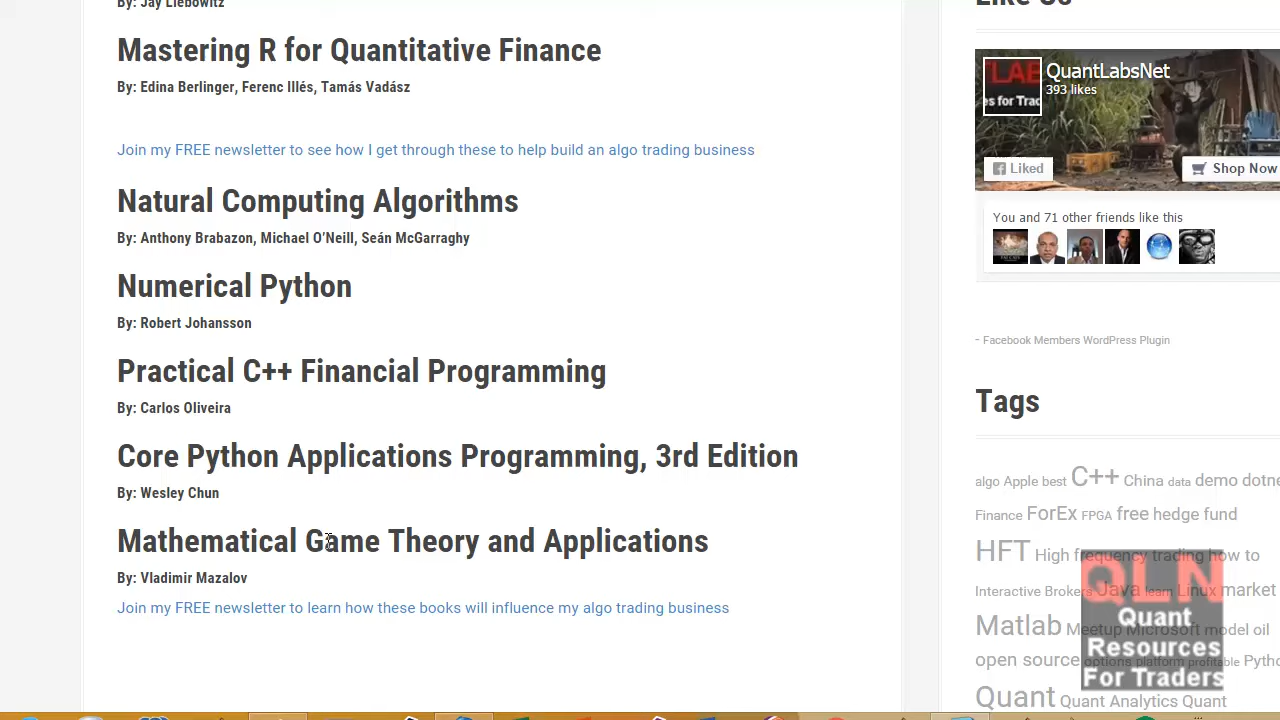 By: Jay Liebowitz
Mastering R for Quantitative Finance
By: Edina Berlinger, Ferenc Illés, Tamás Vadász
Join my FREE newsletter to see how I get through these to help build an algo trading business
Natural Computing Algorithms
By: Anthony Brabazon, Michael O’Neill, Seán McGarraghy
Numerical Python
By: Robert Johansson
Practical C++ Financial Programming
By: Carlos Oliveira
Core Python Applications Programming, 3rd Edition
By: Wesley Chun
Mathematical Game Theory and Applications
By: Vladimir Mazalov
Join my FREE newsletter to learn how these books will influence my algo trading business
Like Us
QuantLabsNet
393 likes
Liked
Shop Now
You and 71 other friends like this
- Facebook Members WordPress Plugin
Tags
algo Apple best C++ China data demo dotne
Finance ForEx FPGA free hedge fund
HFT High frequency trading how to
Interactive Brokers Java learn Linux market
Matlab Meetup Microsoft model oil
open source options platform profitable Pytho
Quant Quant Analytics Quant
QLN
Quant
Resources
For Traders